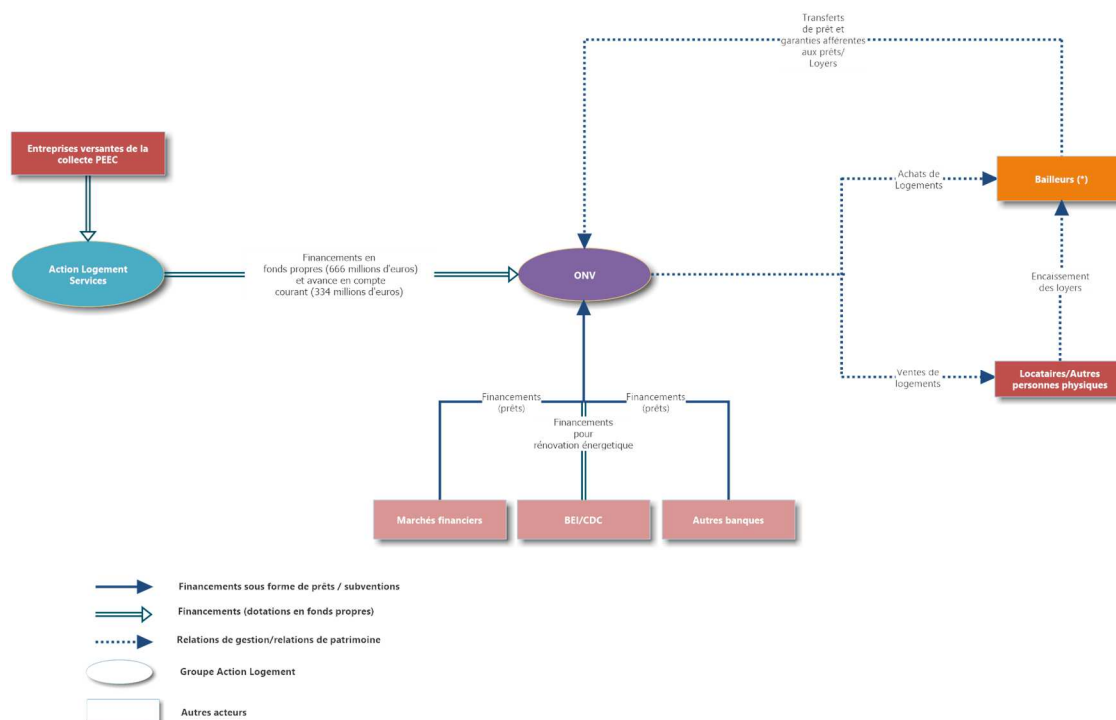 Transferts
de prêt et
garanties afférentes
aux prêts/
Loyers
Entreprises versantes de la
collecte PEEC
Achats de
Logements
Bailleurs (*)
Action Logement
Services
Financements en
fonds propres (666 millions d'euros)
et avance en compte
courant (334 millions d'euros)
ONV
Encaissement
des loyers
Ventes de
logements
Locataires/Autres
personnes physiques
Financements
(prêts)
Financements
pour
rénovation énergetique
Financements
(prêts)
Marchés financiers
BEI/CDC
Autres banques
Financements sous forme de prêts / subventions
Financements (dotations en fonds propres)
Relations de gestion/relations de patrimoine
Groupe Action Logement
Autres acteurs